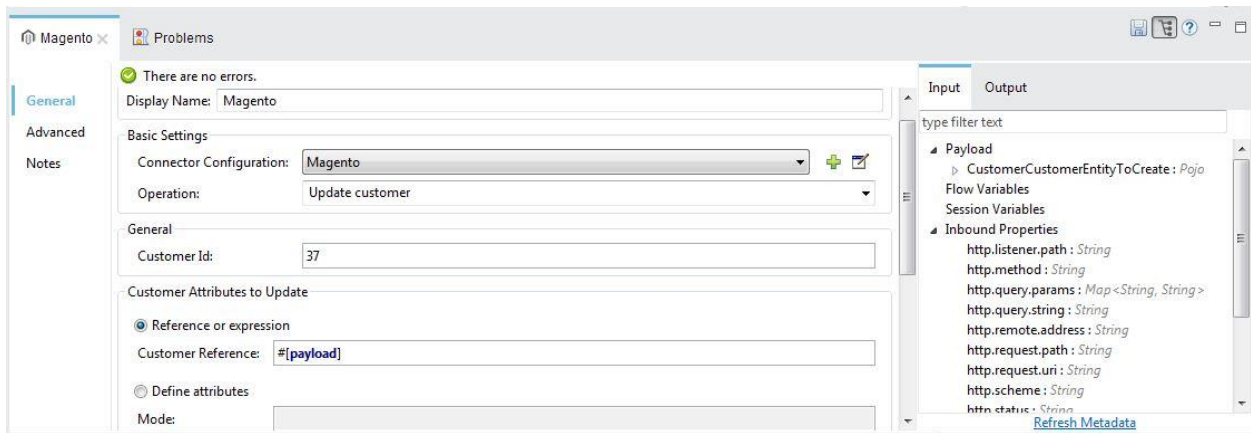 Magento
Problems
General
Advanced
Notes
There are no errors.
Display Name: Magento
Basic Settings
Connector Configuration: Magento
Operation: Update customer
General
Customer Id: 37
Customer Attributes to Update
Reference or expression
Customer Reference: #[payload]
Define attributes
Mode:
Input Output
type filter text
Payload
CustomerCustomerEntityToCreate : Pojo
Flow Variables
Session Variables
Inbound Properties
http.listener.path : String
http.method : String
http.query.params : Map<String, String>
http.query.string : String
http.remote.address : String
http.request.path : String
http.request.uri : String
http.scheme : String
http.status : String
Refresh Metadata